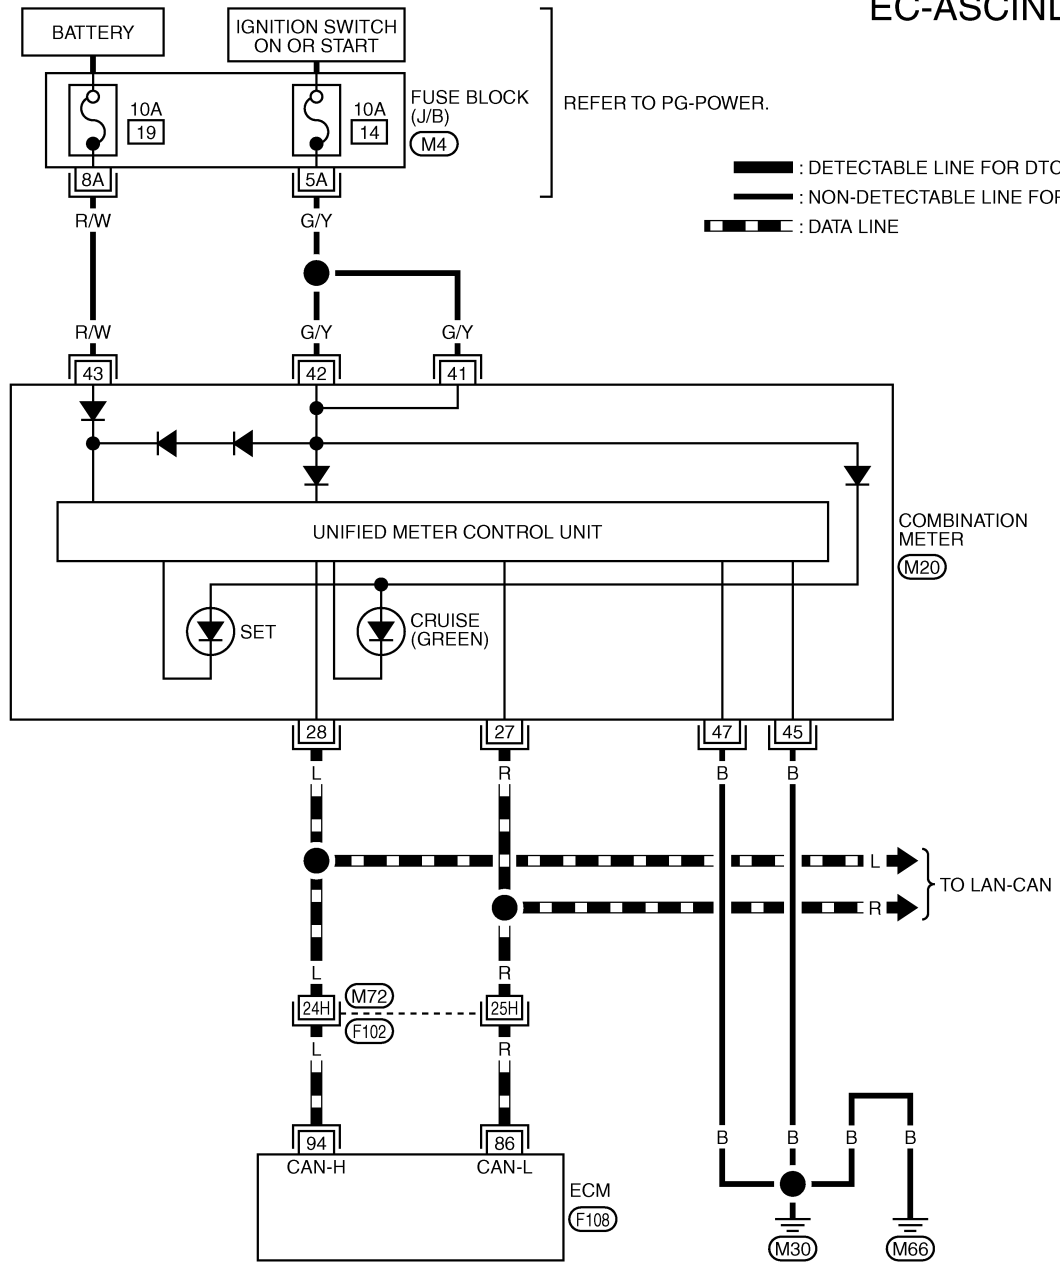 EC-ASCIND
BATTERY
IGNITION SWITCH
ON OR START
10A
19
10A
14
FUSE BLOCK
(J/B)
M4
REFER TO PG-POWER.
8A
5A
: DETECTABLE LINE FOR DTC
: NON-DETECTABLE LINE FOR
: DATA LINE
R/W
G/Y
R/W
G/Y
G/Y
43
42
41
UNIFIED METER CONTROL UNIT
COMBINATION
METER
M20
SET
CRUISE
(GREEN)
28
27
47
45
L
R
B
B
L
R
TO LAN-CAN
L
R
24H
M72
F102
25H
L
R
94
86
CAN-H
CAN-L
ECM
F108
B
B
B
B
M30
M66